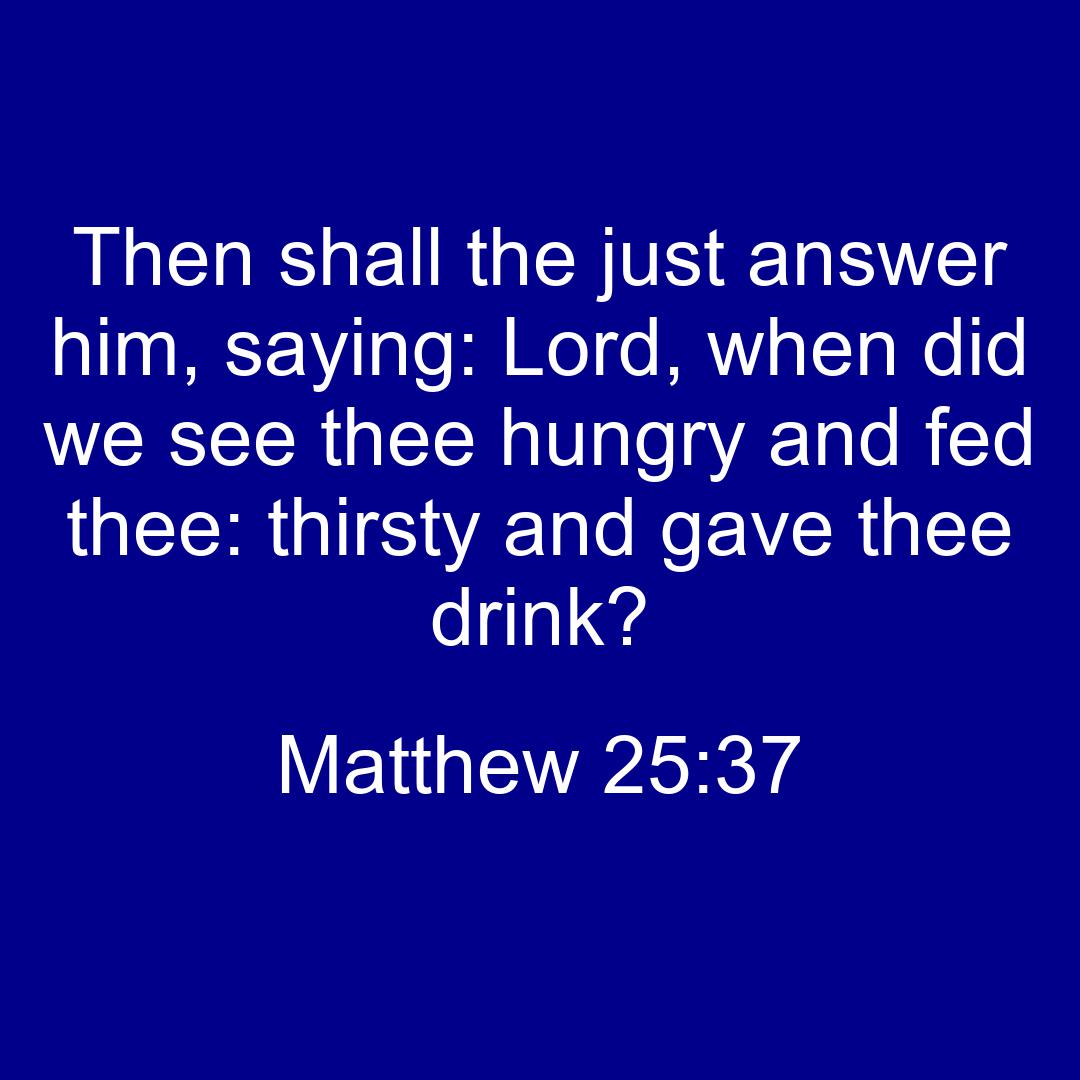 Then shall the just answer
him, saying: Lord, when did
we see thee hungry and fed
thee: thirsty and gave thee
drink?
Matthew 25:37